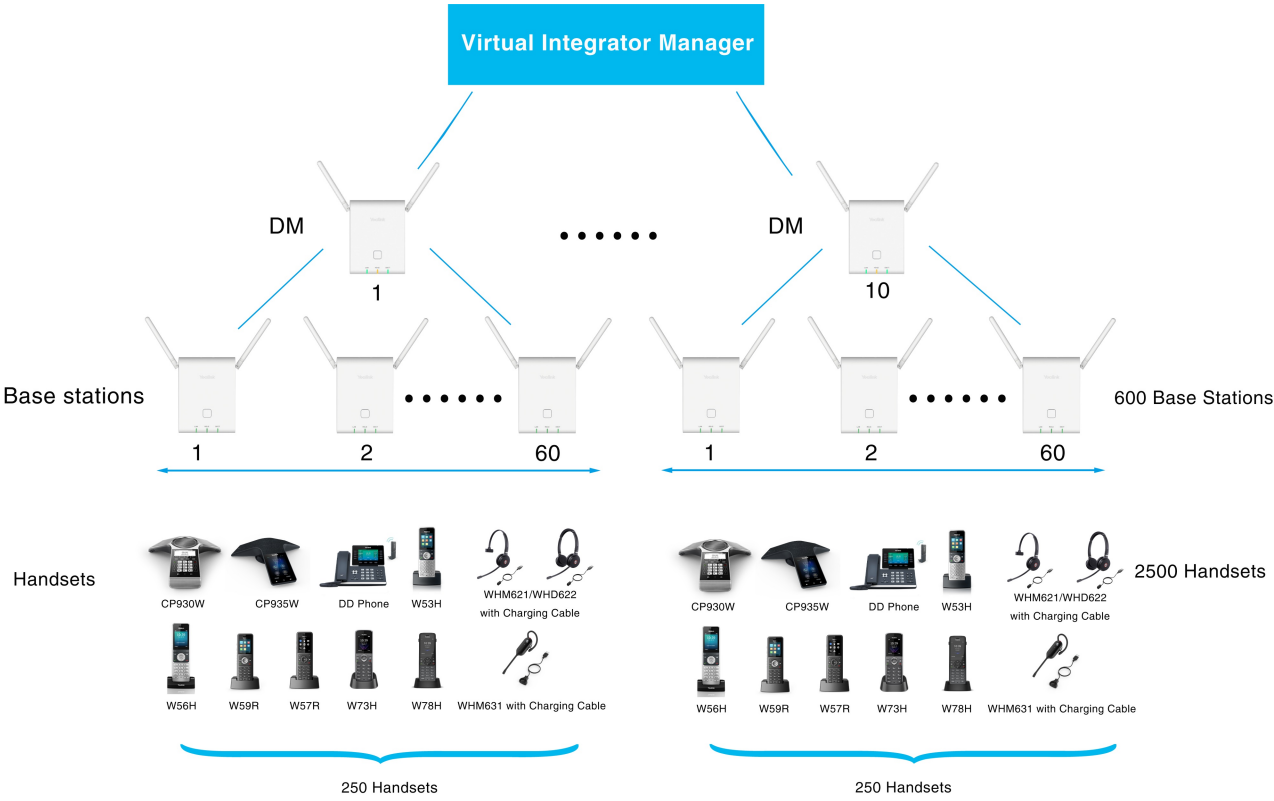 Virtual Integrator Manager
DM
DM
1
10
Base stations
600 Base Stations
1
2
60
1
2
60
Handsets
2500 Handsets
CP930W
CP935W
DD Phone
W53H
WHM621/WHD622
with Charging Cable
CP930W
CP935W
DD Phone
W53H
WHM621/WHD622
with Charging Cable
W56H
W59R
W57R
W73H
W78H
WHM631 with Charging Cable
W56H
W59R
W57R
W73H
W78H
WHM631 with Charging Cable
250 Handsets
250 Handsets